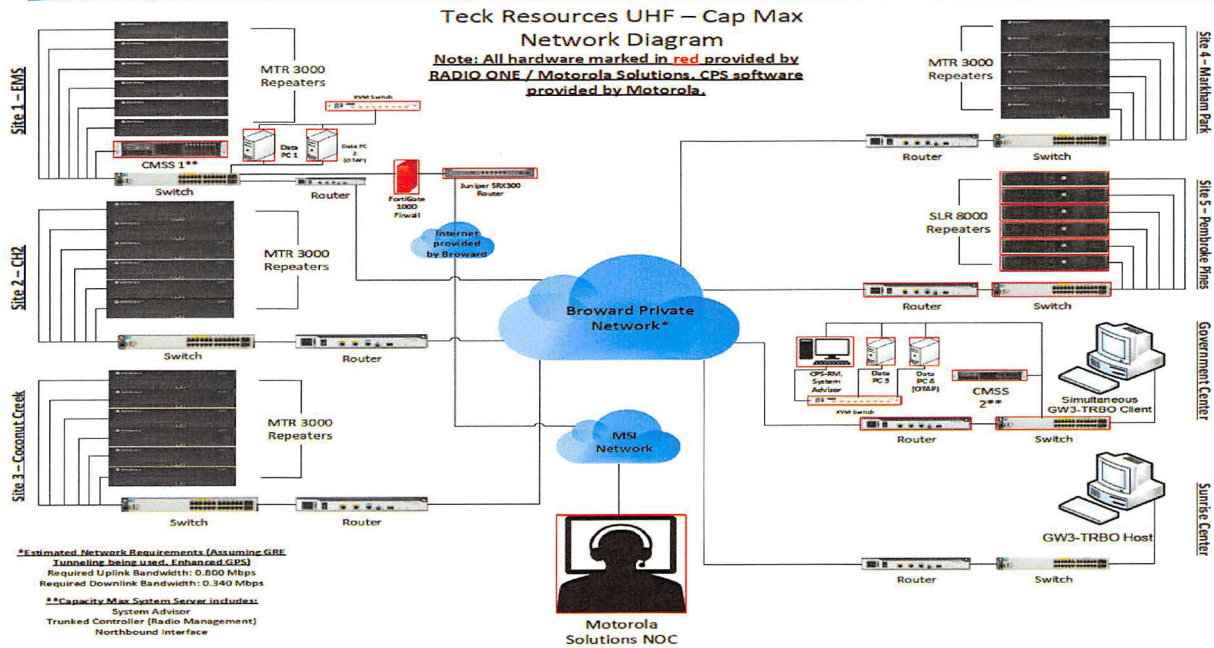 Teck Resources UHF – Cap Max
Network Diagram
Note: All hardware marked in red provided by
RADIO ONE / Motorola Solutions. CPS software
provided by Motorola.
Site 1 – EMS
MTR 3000
Repeaters
KVM Switch
CMSS 1**
Data
PC 1
Data PC
2
(OTAP)
Switch
Router
FortiGate
100D
Firwall
Juniper SRX300
Router
Internet
provided
by Broward
Site 2 – CH2
MTR 3000
Repeaters
Switch
Router
Site 3 – Coconut Creek
MTR 3000
Repeaters
Switch
Router
Broward Private
Network*
MSI
Network
Motorola
Solutions NOC
Site 4 – Markham Park
MTR 3000
Repeaters
Router
Switch
Site 5 – Pembroke Pines
SLR 8000
Repeaters
Router
Switch
Government Center
CPS-RM,
System
Advisor
Data
PC 3
Data
PC 4
(OTAP)
KVM Switch
CMSS
2**
Simultaneous
GW3-TRBO Client
Router
Switch
Sunrise Center
GW3-TRBO Host
Router
Switch
*Estimated Network Requirements (Assuming GRE
Tunneling being used, Enhanced GPS)
Required Uplink Bandwidth: 0.800 Mbps
Required Downlink Bandwidth: 0.340 Mbps
**Capacity Max System Server includes:
System Advisor
Trunked Controller (Radio Management)
Northbound Interface